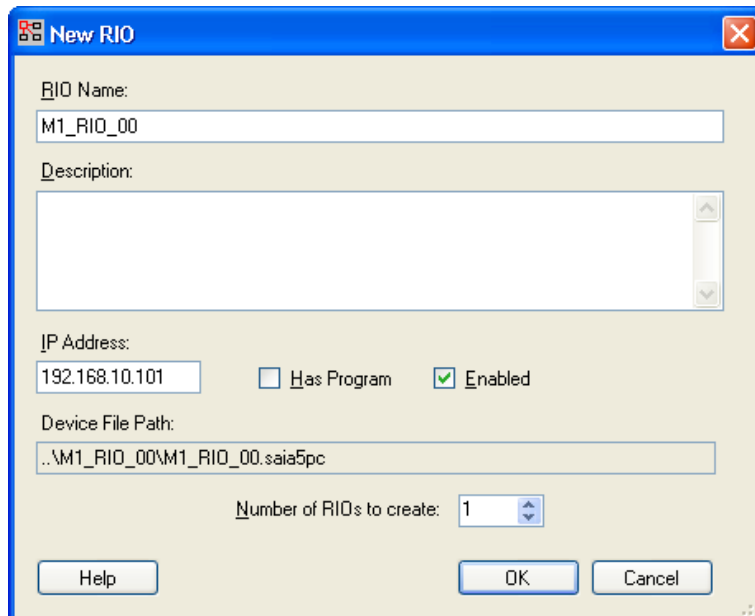 New RIO
RIO Name:
M1_RIO_00
Description:
IP Address:
192.168.10.101
Has Program
Enabled
Device File Path:
..\M1_RIO_00\M1_RIO_00.saia5pc
Number of RIOs to create: 1
Help
OK
Cancel